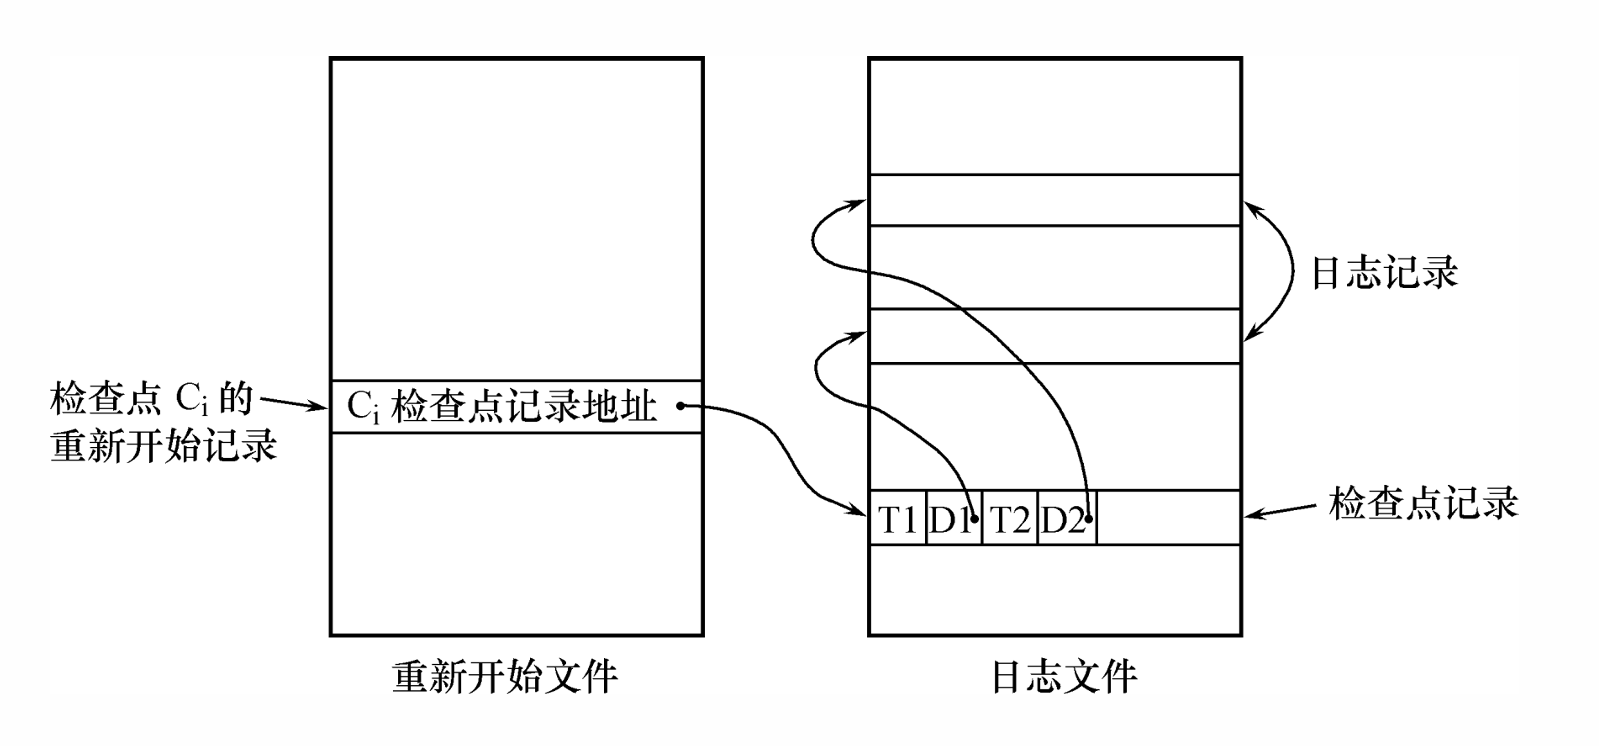 日志记录
检查点 Ci 的
重新开始记录
Ci 检查点记录地址
T1 D1 T2 D2
检查点记录
重新开始文件
日志文件